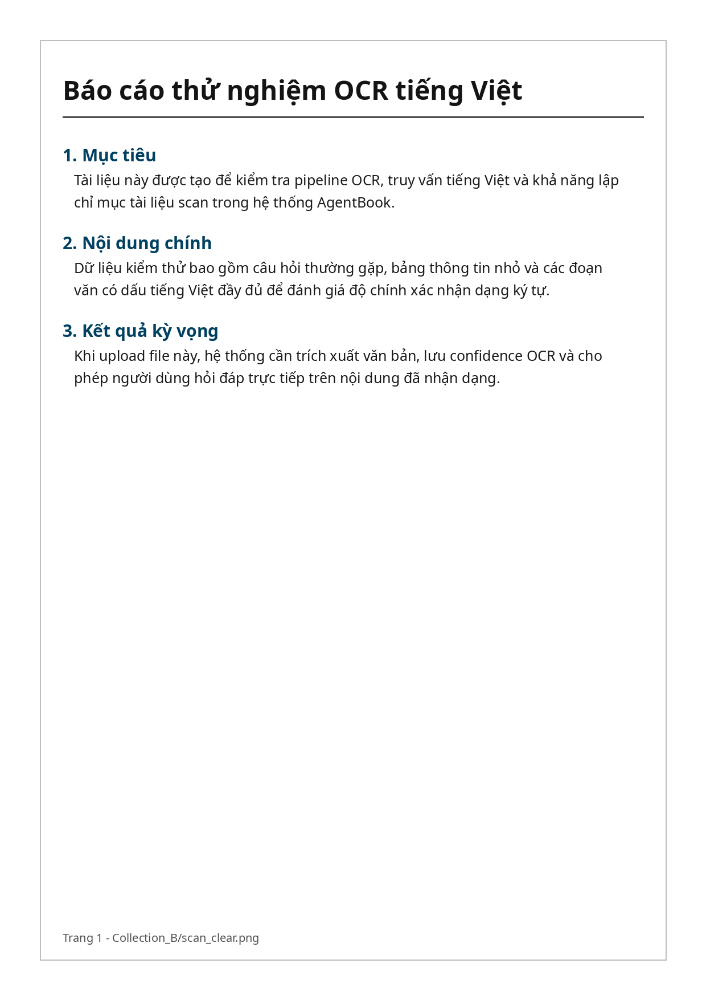 Báo cáo thử nghiệm OCR tiếng Việt
1. Mục tiêu
Tài liệu này được tạo để kiểm tra pipeline OCR, truy vấn tiếng Việt và khả năng lập
chỉ mục tài liệu scan trong hệ thống AgentBook.
2. Nội dung chính
Dữ liệu kiểm thử bao gồm câu hỏi thường gặp, bảng thông tin nhỏ và các đoạn
văn có dấu tiếng Việt đầy đủ để đánh giá độ chính xác nhận dạng ký tự.
3. Kết quả kỳ vọng
Khi upload file này, hệ thống cần trích xuất văn bản, lưu confidence OCR và cho
phép người dùng hỏi đáp trực tiếp trên nội dung đã nhận dạng.
Trang 1 - Collection_B/scan_clear.png